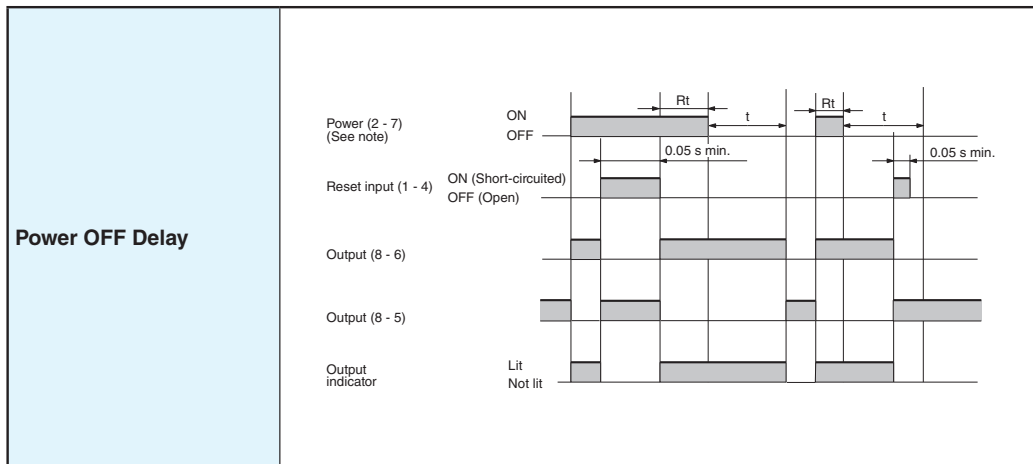 Power OFF Delay
Rt
Rt
Power (2 - 7)
(See note)
ON
OFF
t
t
0.05 s min.
0.05 s min.
Reset input (1 - 4)
ON (Short-circuited)
OFF (Open)
Output (8 - 6)
Output (8 - 5)
Output
indicator
Lit
Not lit